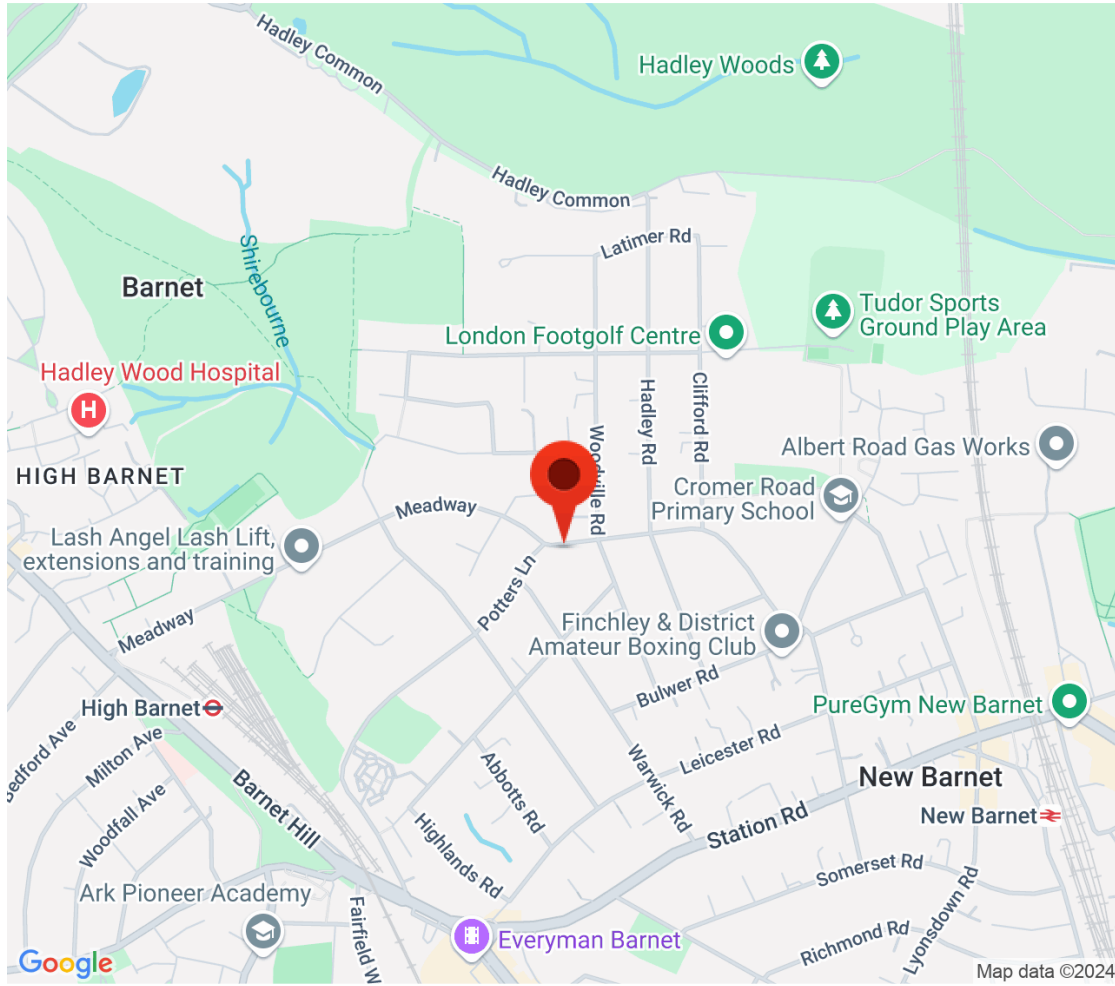 Hadley Common
Hadley Woods
Hadley Common
Latimer Rd
Shirebourne
Barnet
London Footgolf Centre
Tudor Sports
Ground Play Area
Hadley Wood Hospital
H
HIGH BARNET
Woodville Rd
Hadley Rd
Clifford Rd
Albert Road Gas Works
Cromer Road
Primary School
Meadway
Lash Angel Lash Lift,
extensions and training
Potters Ln
Meadway
Finchley & District
Amateur Boxing Club
Bulwer Rd
High Barnet
PureGym New Barnet
Bedford Ave
Milton Ave
Woodfall Ave
Barnet Hill
Abbotts Rd
Highlands Rd
Warwick Rd
Leicester Rd
Station Rd
New Barnet
New Barnet
Somerset Rd
Ark Pioneer Academy
Fairfield W
Everyman Barnet
Richmond Rd
Lyonsdown Rd
Google
Map data ©2024